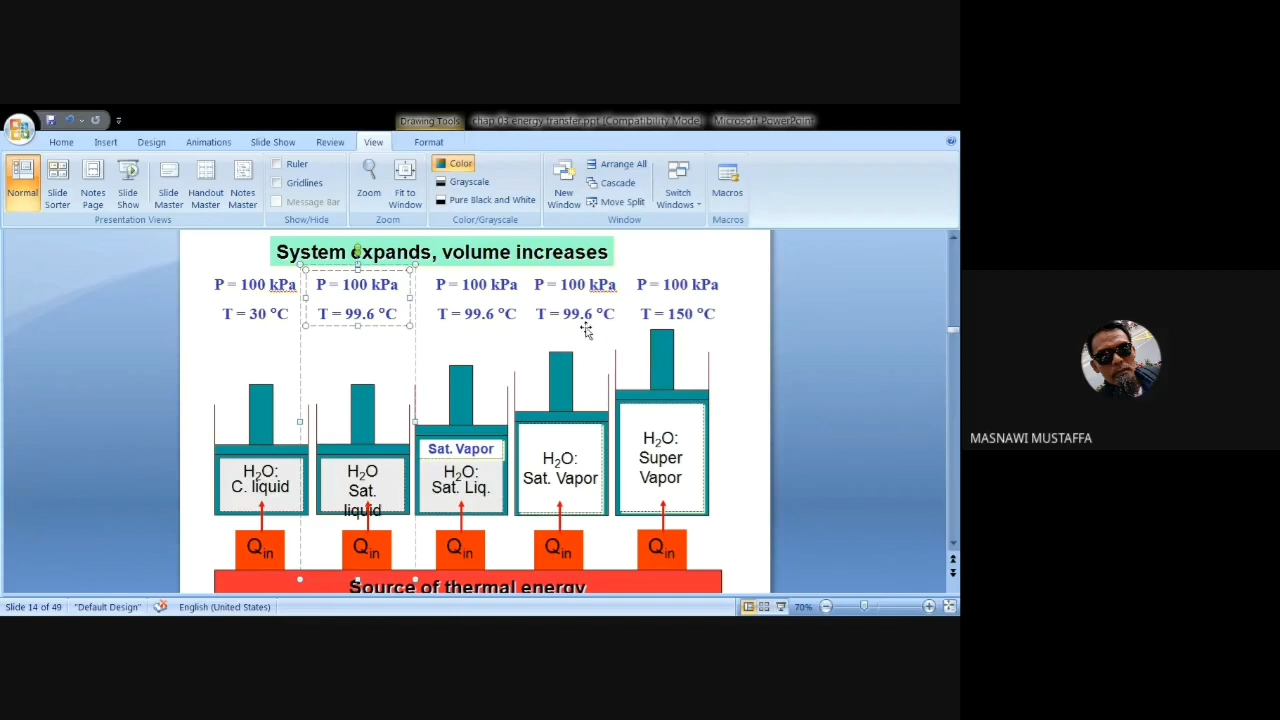 Drawing Tools
chap 03 energy transfer.ppt [Compatibility Mode] - Microsoft PowerPoint
Home Insert Design Animations Slide Show Review View Format
Normal
Slide Sorter
Notes Page
Slide Show
Slide Master
Handout Master
Notes Master
Presentation Views
Ruler
Gridlines
Message Bar
Show/Hide
Zoom
Fit to Window
Zoom
Color
Grayscale
Pure Black and White
Color/Grayscale
New Window
Arrange All
Cascade
Move Split
Switch Windows
Window
Macros
Macros
System expands, volume increases
P = 100 kPa P = 100 kPa P = 100 kPa P = 100 kPa P = 100 kPa
T = 30 °C T = 99.6 °C T = 99.6 °C T = 99.6 °C T = 150 °C
H2O:
C. liquid
H2O
Sat.
liquid
Sat. Vapor
H2O:
Sat. Liq.
H2O:
Sat. Vapor
H2O:
Super
Vapor
Qin Qin Qin Qin Qin
Source of thermal energy
Slide 14 of 49 "Default Design" English (United States) 70%
MASNAWI MUSTAFFA